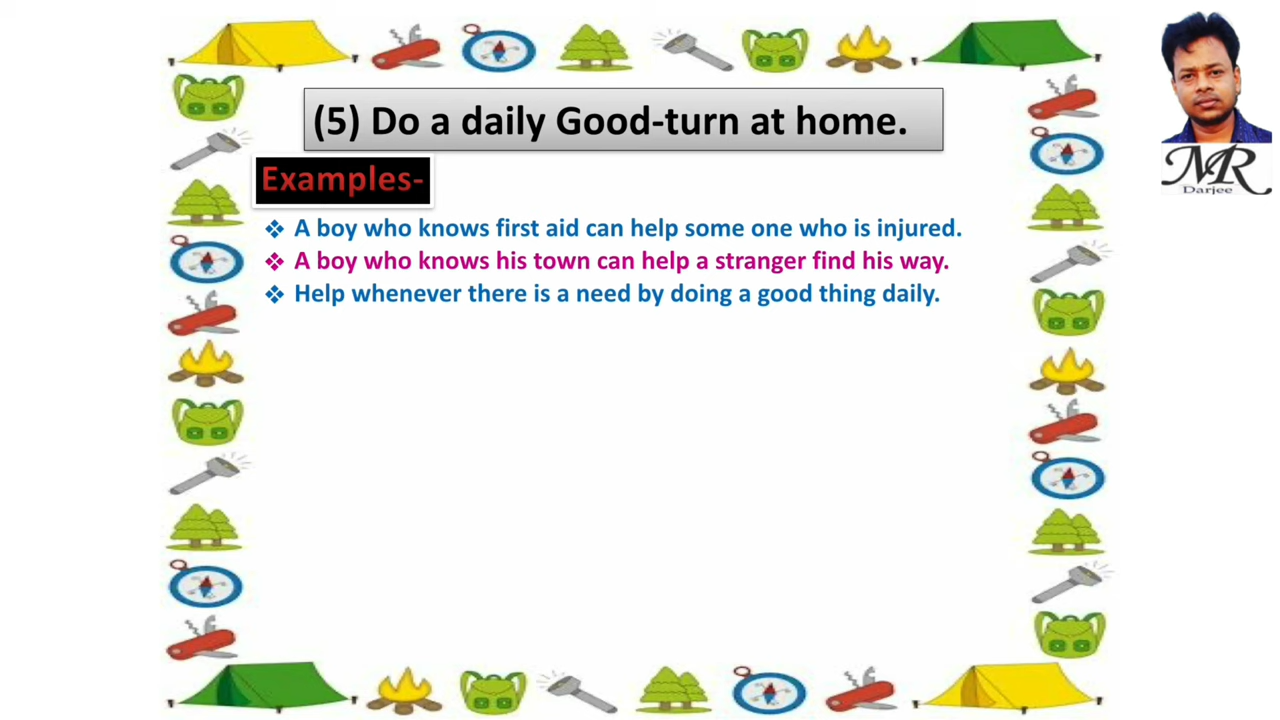 (5) Do a daily Good-turn at home.
Examples-
❖ A boy who knows first aid can help some one who is injured.
❖ A boy who knows his town can help a stranger find his way.
❖ Help whenever there is a need by doing a good thing daily.
MR
Darjee